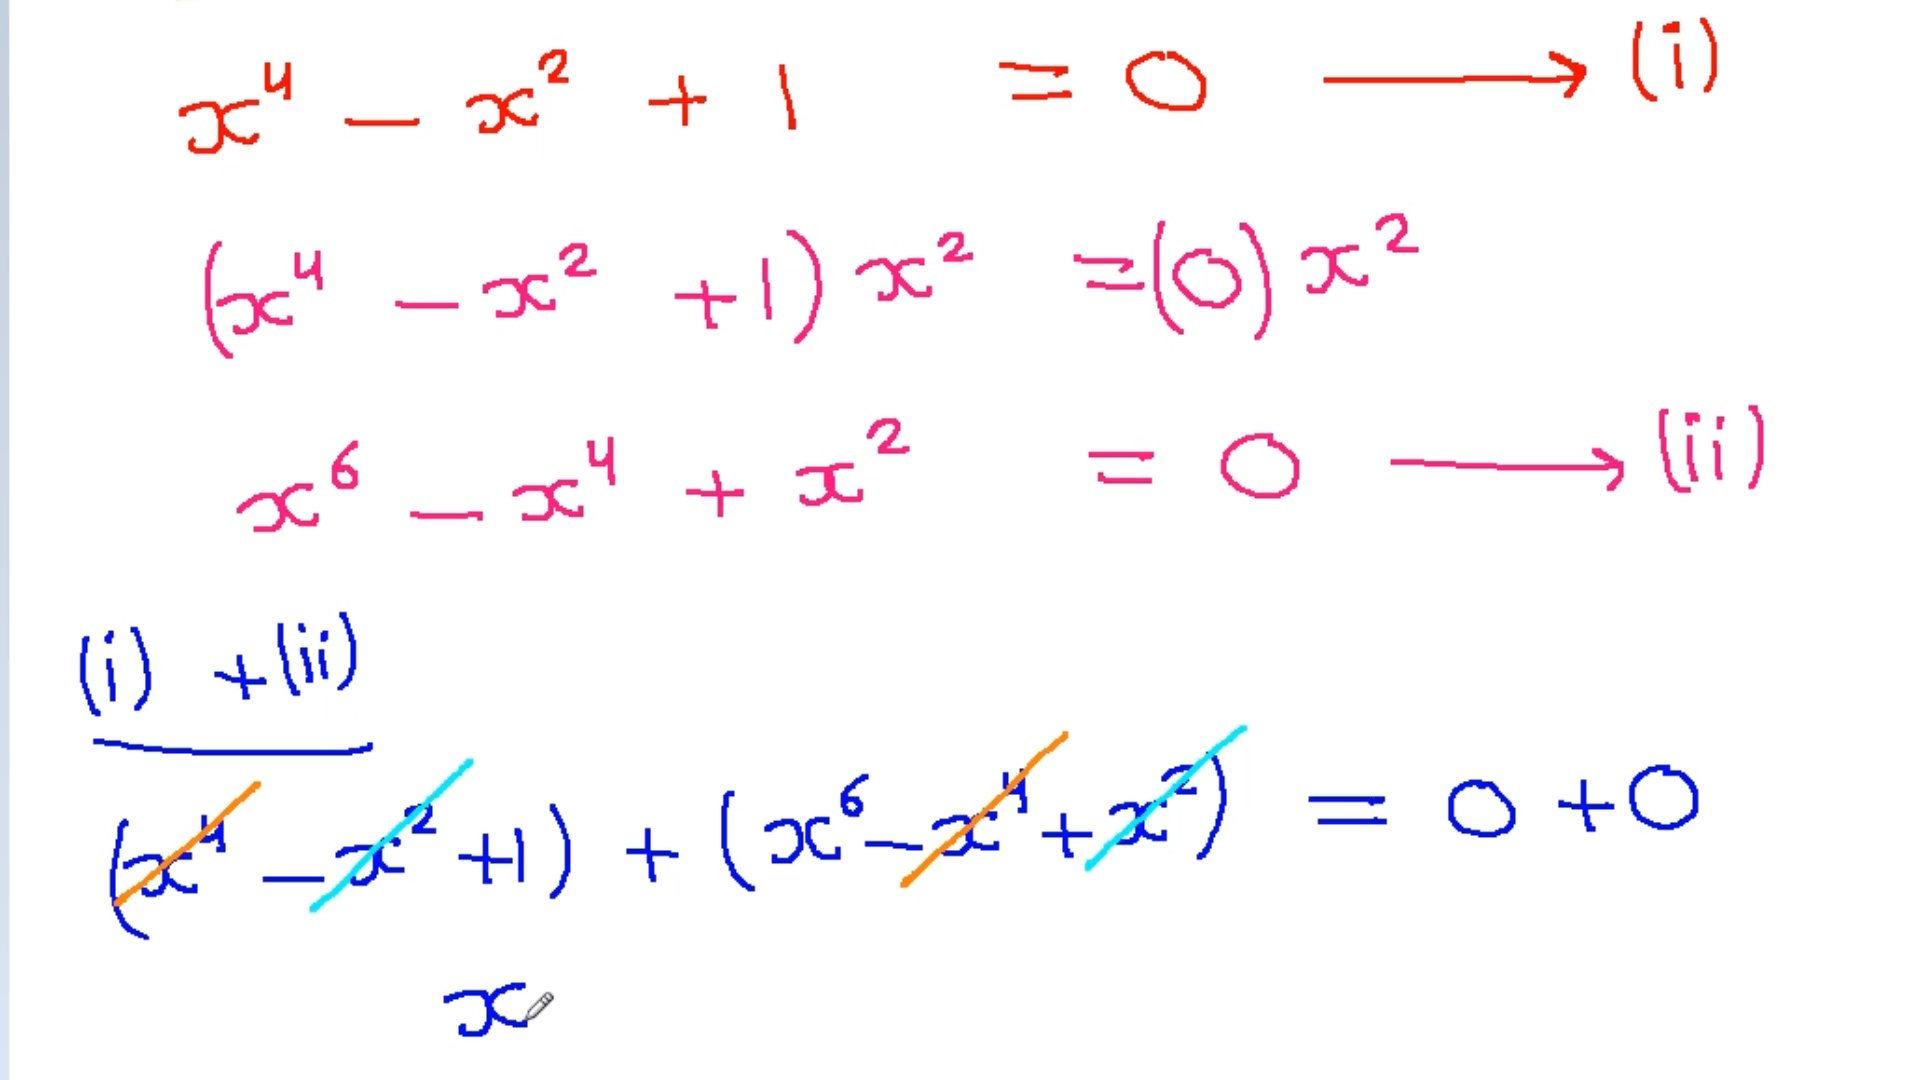 x⁴ − x² + 1 = 0 ⟶ (i)
(x⁴ − x² + 1) x² = (0) x²
x⁶ − x⁴ + x² = 0 ⟶ (ii)
(i) + (ii)
(x⁴ − x² + 1) + (x⁶ − x⁴ + x²) = 0 + 0
x